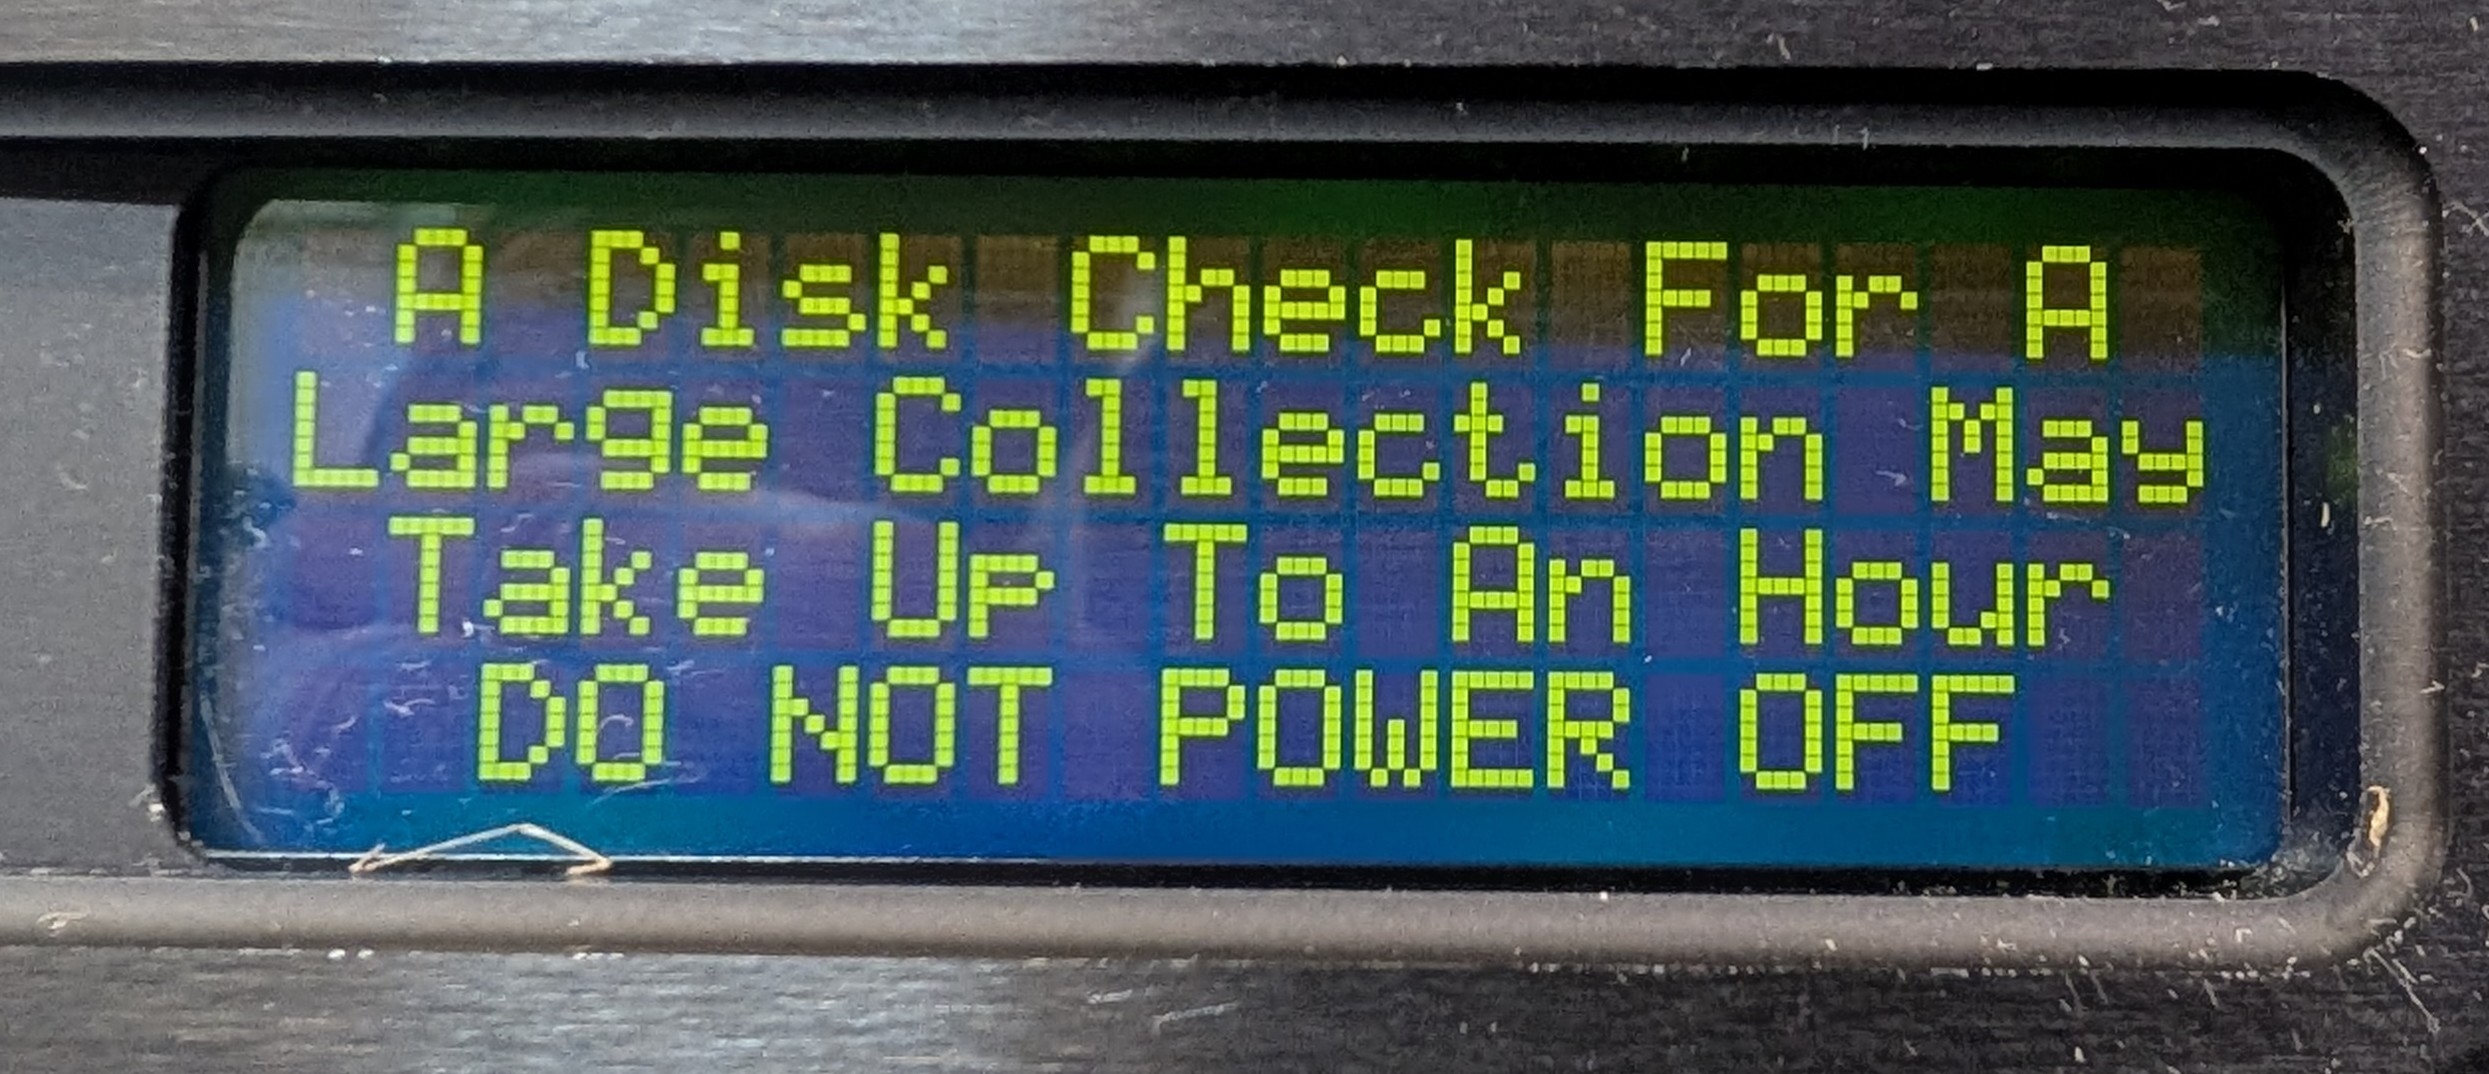 A Disk Check For A
Large Collection May
Take Up To An Hour
DO NOT POWER OFF